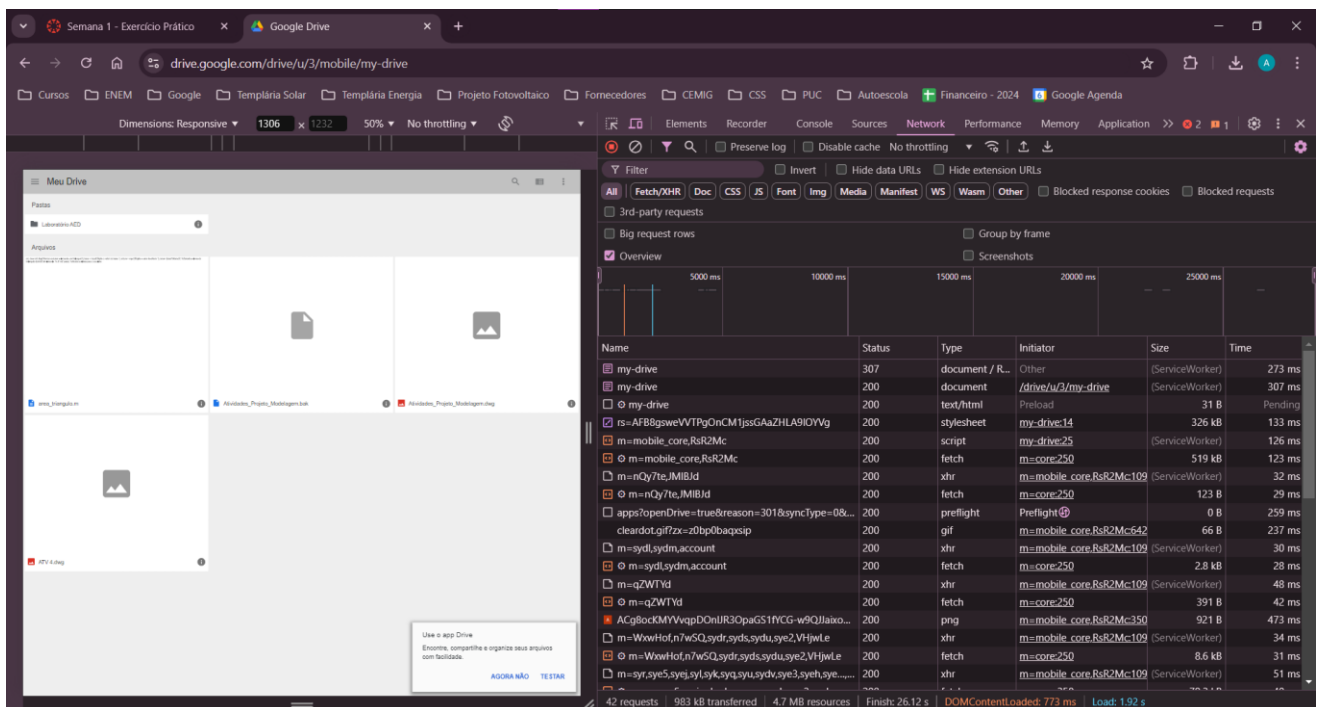 Semana 1 - Exercício Prático
Google Drive
drive.google.com/drive/u/3/mobile/my-drive
A
Cursos ENEM Google Templária Solar Templária Energia Projeto Fotovoltaico Fornecedores CEMIG CSS PUC Autoescola Financeiro - 2024 Google Agenda
Dimensions: Responsive 1306 x 1232 50% No throttling
Elements Recorder Console Sources Network Performance Memory Application 2 1
Preserve log Disable cache No throttling
Filter Invert Hide data URLs Hide extension URLs
All Fetch/XHR Doc CSS JS Font Img Media Manifest WS Wasm Other Blocked response cookies Blocked requests
3rd-party requests
Big request rows Group by frame
Overview Screenshots
5000 ms 10000 ms 15000 ms 20000 ms 25000 ms
Name Status Type Initiator Size Time
my-drive 307 document / R... Other (ServiceWorker) 273 ms
my-drive 200 document /drive/u/3/my-drive (ServiceWorker) 307 ms
my-drive 200 text/html Preload 31 B Pending
rs=AFB8gsweVVTPgOnCM1jssGAaZHLA9IOYVg 200 stylesheet my-drive:14 326 kB 133 ms
m=mobile_core,RsR2Mc 200 script my-drive:25 (ServiceWorker) 126 ms
m=mobile_core,RsR2Mc 200 fetch m=core:250 519 kB 123 ms
m=nQy7te,JMIBJd 200 xhr m=mobile_core,RsR2Mc:109 (ServiceWorker) 32 ms
m=nQy7te,JMIBJd 200 fetch m=core:250 123 B 29 ms
apps?openDrive=true&reason=301&syncType=0&... 200 preflight Preflight 0 B 259 ms
cleardot.gif?zx=z0bp0baqxsip 200 gif m=mobile_core,RsR2Mc:642 66 B 237 ms
m=sydl,sydm,account 200 xhr m=mobile_core,RsR2Mc:109 (ServiceWorker) 30 ms
m=sydl,sydm,account 200 fetch m=core:250 2.8 kB 28 ms
m=qZWTYd 200 xhr m=mobile_core,RsR2Mc:109 (ServiceWorker) 48 ms
m=qZWTYd 200 fetch m=core:250 391 B 42 ms
ACg8ocKMYVvqpDOnIJR3OpaGS1fYCG-w9QJJaixo... 200 png m=mobile_core,RsR2Mc:350 921 B 473 ms
m=WxwHof,n7wSQ,sydr,syds,sydu,sye2,VHjwLe 200 xhr m=mobile_core,RsR2Mc:109 (ServiceWorker) 34 ms
m=WxwHof,n7wSQ,sydr,syds,sydu,sye2,VHjwLe 200 fetch m=core:250 8.6 kB 31 ms
m=syr,sye5,syej,syl,syk,syq,syu,sydv,sye3,syeh,sye...,... 200 xhr m=mobile_core,RsR2Mc:109 (ServiceWorker) 51 ms
42 requests 983 kB transferred 4.7 MB resources Finish: 26.12 s DOMContentLoaded: 773 ms Load: 1.92 s
Meu Drive
Pastas
Laboratório AED
Arquivos
area_triangulo.m
Atividades_Projeto_Modelagem.bak
Atividades_Projeto_Modelagem.dwg
ATV 4.dwg
Use o app Drive
Encontre, compartilhe e organize seus arquivos
com facilidade.
AGORA NÃO TESTAR